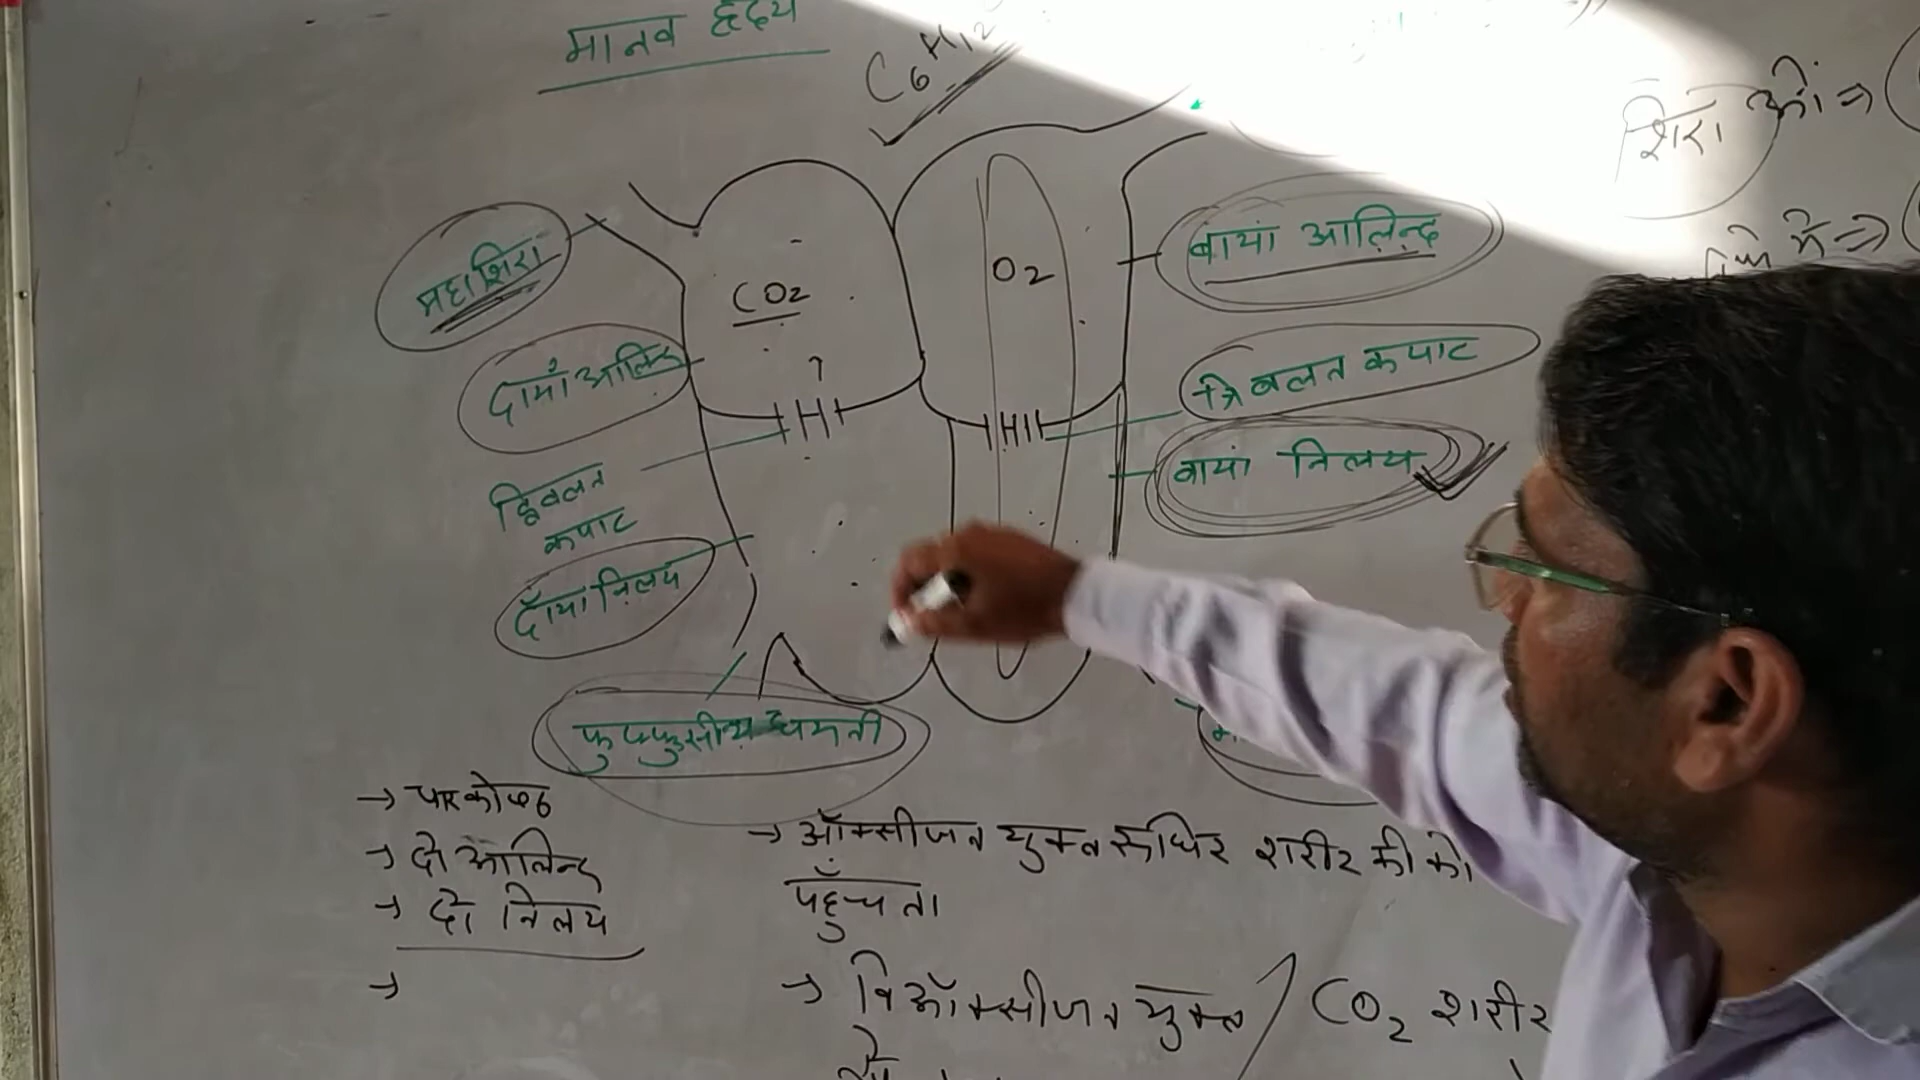 मानव हृदय
C6H12
शिरा ओं ⇒
में ⇒
महाशिरा
CO2
O2
बायां आलिन्द
दायाँ आलिन्द
?
त्रिवलन कपाट
बायां निलय
द्विवलन
कपाट
दाँया निलय
फुफ्फुसीय धमनी
→ चार कोष्ठ
→ दो आलिन्द
→ दो निलय
→
→ ऑक्सीजन युक्त रूधिर शरीर की को
पहुँचता
→ विऑक्सीजन युक्त / CO2 शरीर